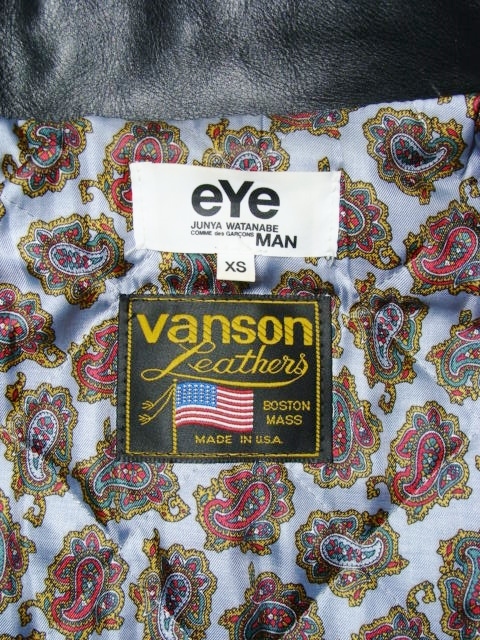 eYe
JUNYA WATANABE
COMME des GARÇONS MAN
XS
vanson
Leathers
BOSTON
MASS
MADE IN U.S.A.